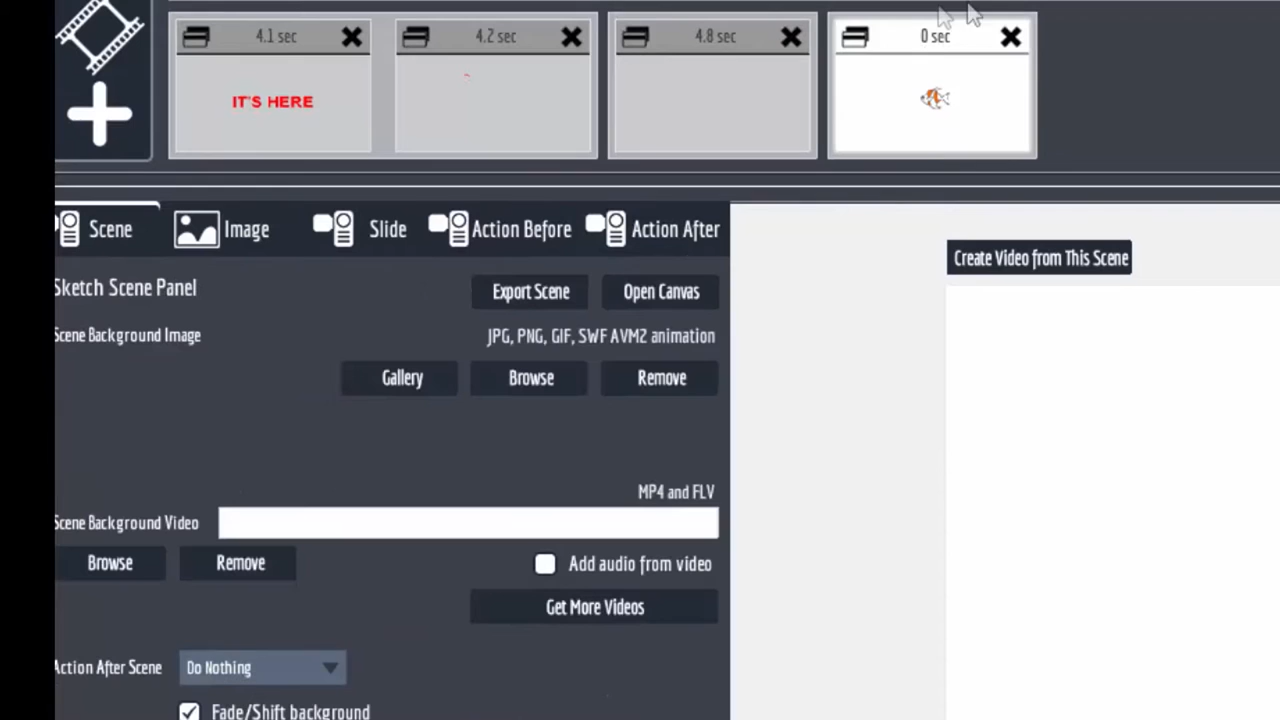 4.1 sec 4.2 sec 4.8 sec 0 sec
IT'S HERE
Scene Image Slide Action Before Action After
Create Video from This Scene
Sketch Scene Panel Export Scene Open Canvas
Scene Background Image JPG, PNG, GIF, SWF AVM2 animation
Gallery Browse Remove
MP4 and FLV
Scene Background Video
Browse Remove Add audio from video
Get More Videos
Action After Scene Do Nothing
Fade/Shift background